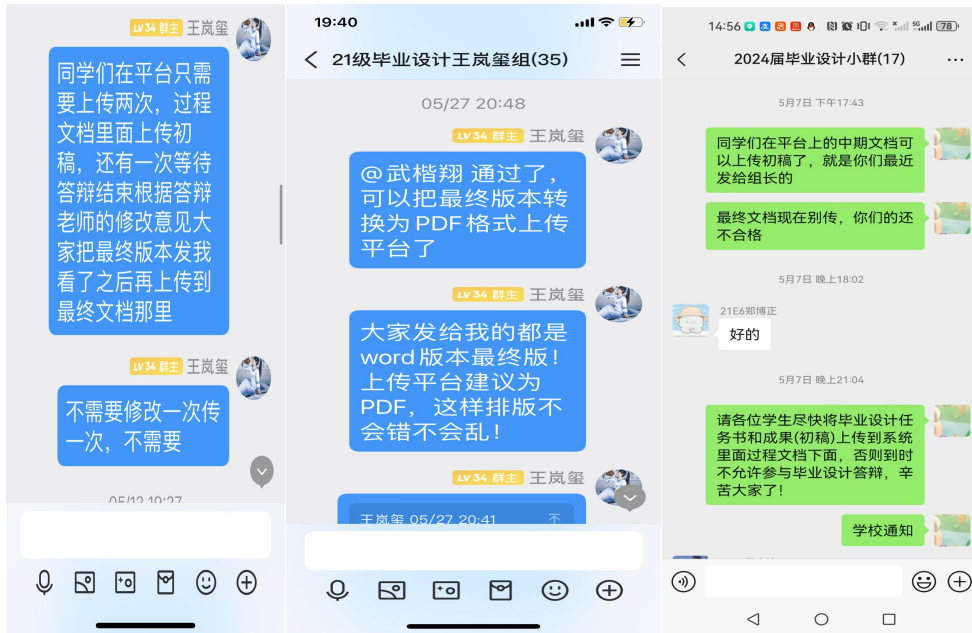 LV34 群主 王岚玺
同学们在平台只需
要上传两次，过程
文档里面上传初
稿，还有一次等待
答辩结束根据答辩
老师的修改意见大
家把最终版本发我
看了之后再上传到
最终文档那里
LV34 群主 王岚玺
不需要修改一次传
一次，不需要
05/12 19:27
19:40
21级毕业设计王岚玺组(35)
05/27 20:48
LV34 群主 王岚玺
@武楷翔 通过了，
可以把最终版本转
换为PDF格式上传
平台了
LV34 群主 王岚玺
大家发给我的都是
word版本最终版！
上传平台建议为
PDF，这样排版不
会错不会乱！
LV34 群主 王岚玺
王岚玺 05/27 20:41
14:56
5G
78
2024届毕业设计小群(17)
5月7日 下午17:43
同学们在平台上的中期文档可
以上传初稿了，就是你们最近
发给组长的
最终文档现在别传，你们的还
不合格
5月7日 晚上18:02
21E6郑博正
好的
5月7日 晚上21:04
请各位学生尽快将毕业设计任
务书和成果(初稿)上传到系统
里面过程文档下面，否则到时
不允许参与毕业设计答辩，辛
苦大家了！
学校通知